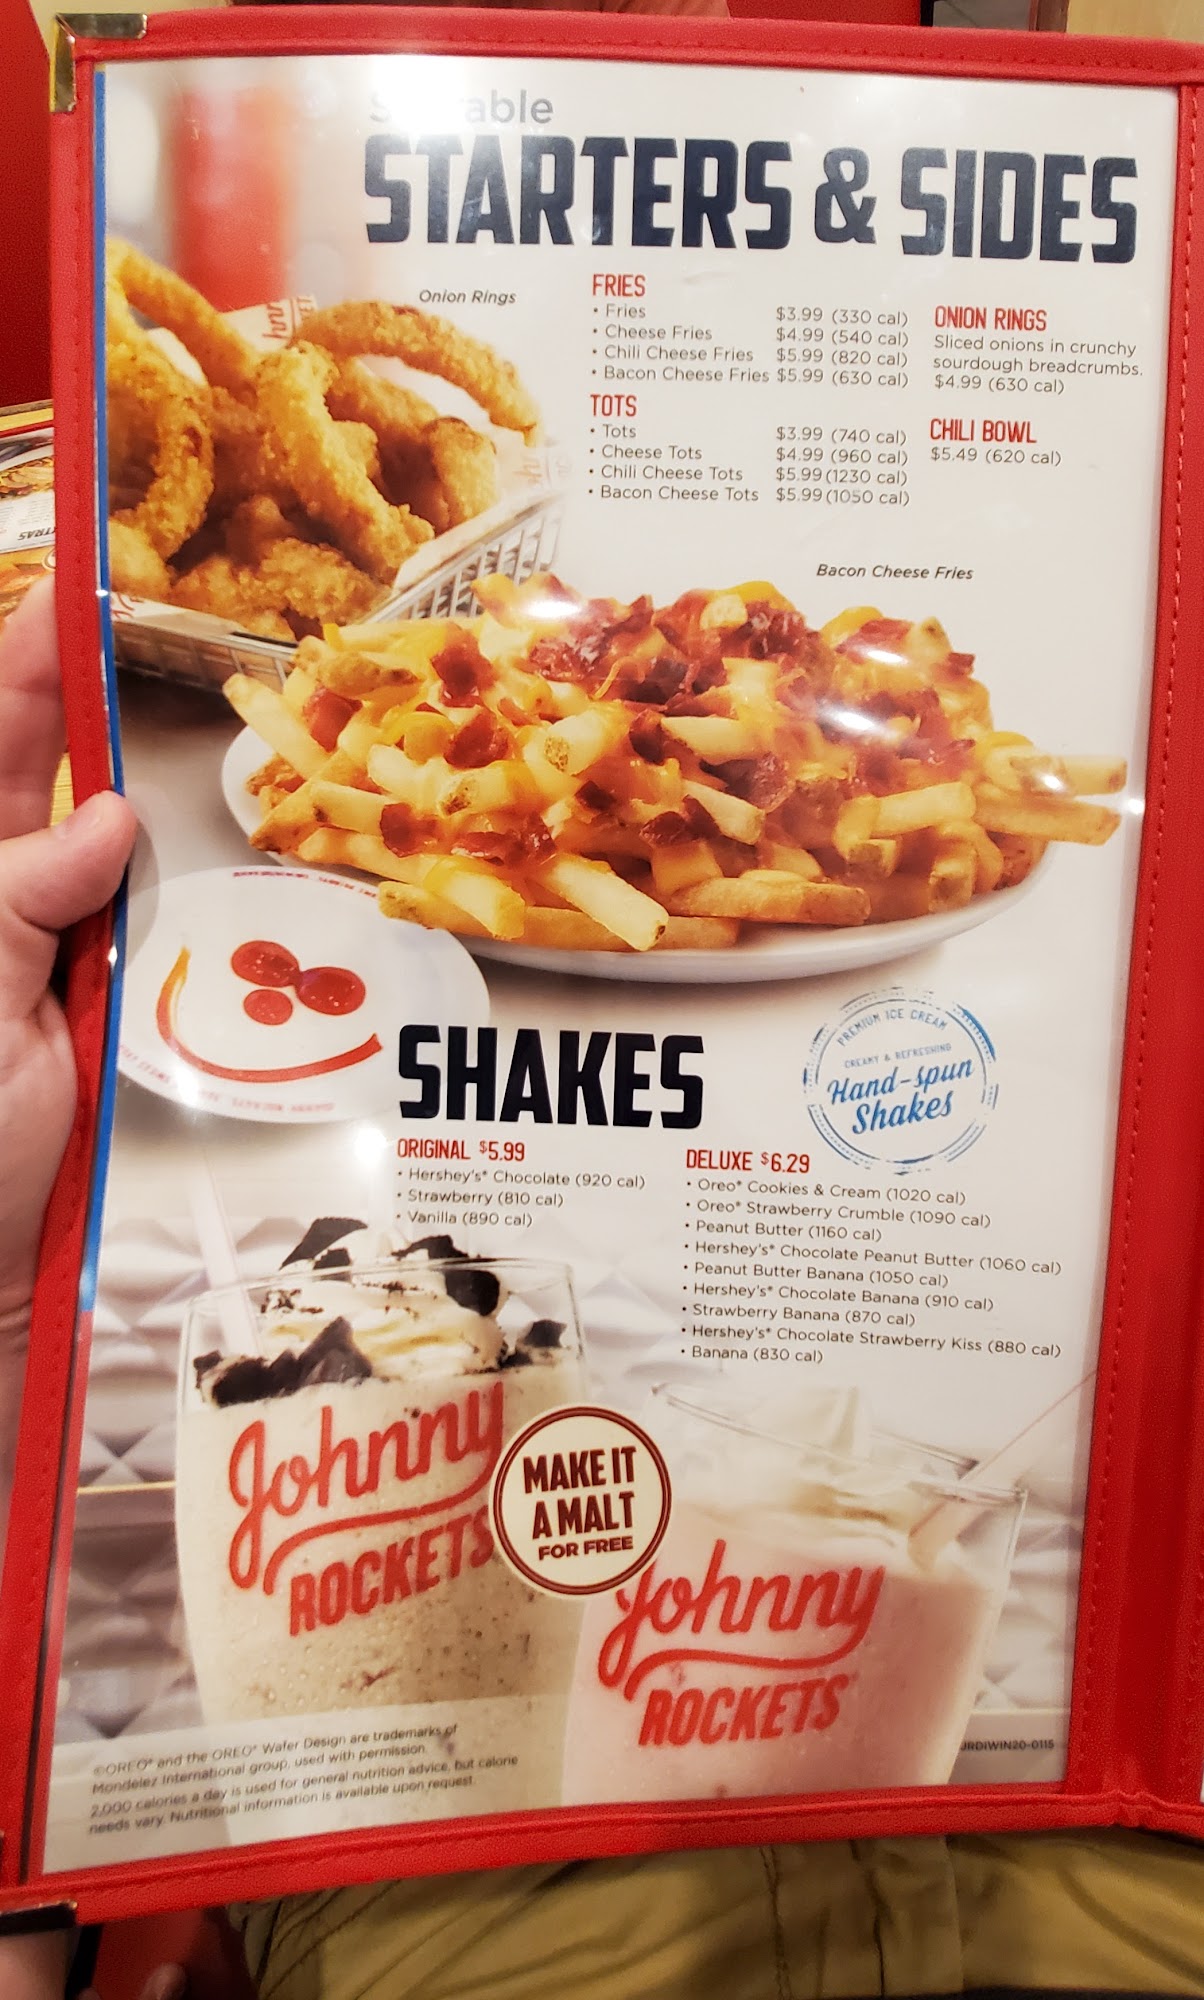 able
STARTERS & SIDES
Onion Rings
FRIES
• Fries $3.99 (330 cal)
• Cheese Fries $4.99 (540 cal)
• Chili Cheese Fries $5.99 (820 cal)
• Bacon Cheese Fries $5.99 (630 cal)
TOTS
• Tots $3.99 (740 cal)
• Cheese Tots $4.99 (960 cal)
• Chili Cheese Tots $5.99 (1230 cal)
• Bacon Cheese Tots $5.99 (1050 cal)
ONION RINGS
Sliced onions in crunchy
sourdough breadcrumbs.
$4.99 (630 cal)
CHILI BOWL
$5.49 (620 cal)
Bacon Cheese Fries
SHAKES
PREMIUM ICE CREAM
CREAMY & REFRESHING
Hand-spun
Shakes
ORIGINAL $5.99
• Hershey's® Chocolate (920 cal)
• Strawberry (810 cal)
• Vanilla (890 cal)
DELUXE $6.29
• Oreo® Cookies & Cream (1020 cal)
• Oreo® Strawberry Crumble (1090 cal)
• Peanut Butter (1160 cal)
• Hershey's® Chocolate Peanut Butter (1060 cal)
• Peanut Butter Banana (1050 cal)
• Hershey's® Chocolate Banana (910 cal)
• Strawberry Banana (870 cal)
• Hershey's® Chocolate Strawberry Kiss (880 cal)
• Banana (830 cal)
Johnny
ROCKETS
MAKE IT
A MALT
FOR FREE
Johnny
ROCKETS
©OREO® and the OREO® Wafer Design are trademarks of
Mondelez International group, used with permission.
2,000 calories a day is used for general nutrition advice, but calorie
needs vary. Nutritional information is available upon request.
JRDIWIN20-0115
TRAS